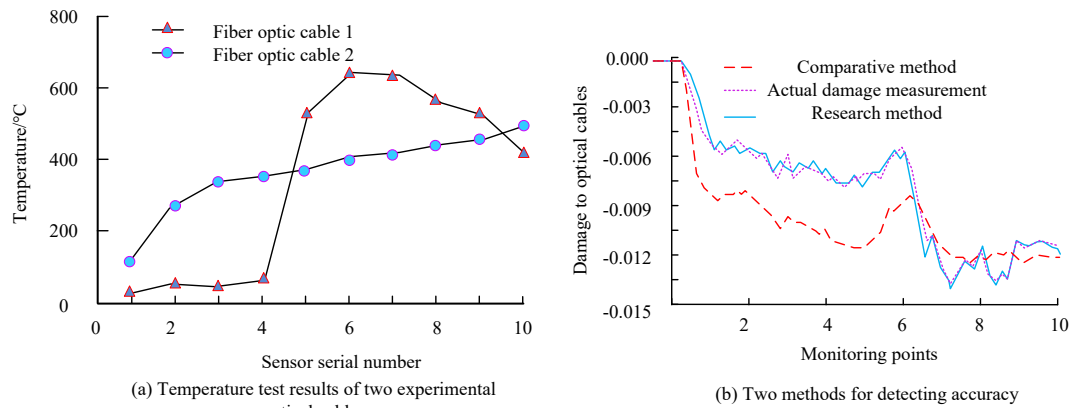 800
600
400
200
0
Temperature/°C
Fiber optic cable 1
Fiber optic cable 2
0 2 4 6 8 10
Sensor serial number
(a) Temperature test results of two experimental
0.000
-0.003
-0.006
-0.009
-0.012
-0.015
Damage to optical cables
Comparative method
Actual damage measurement
Research method
2 4 6 8 10
Monitoring points
(b) Two methods for detecting accuracy